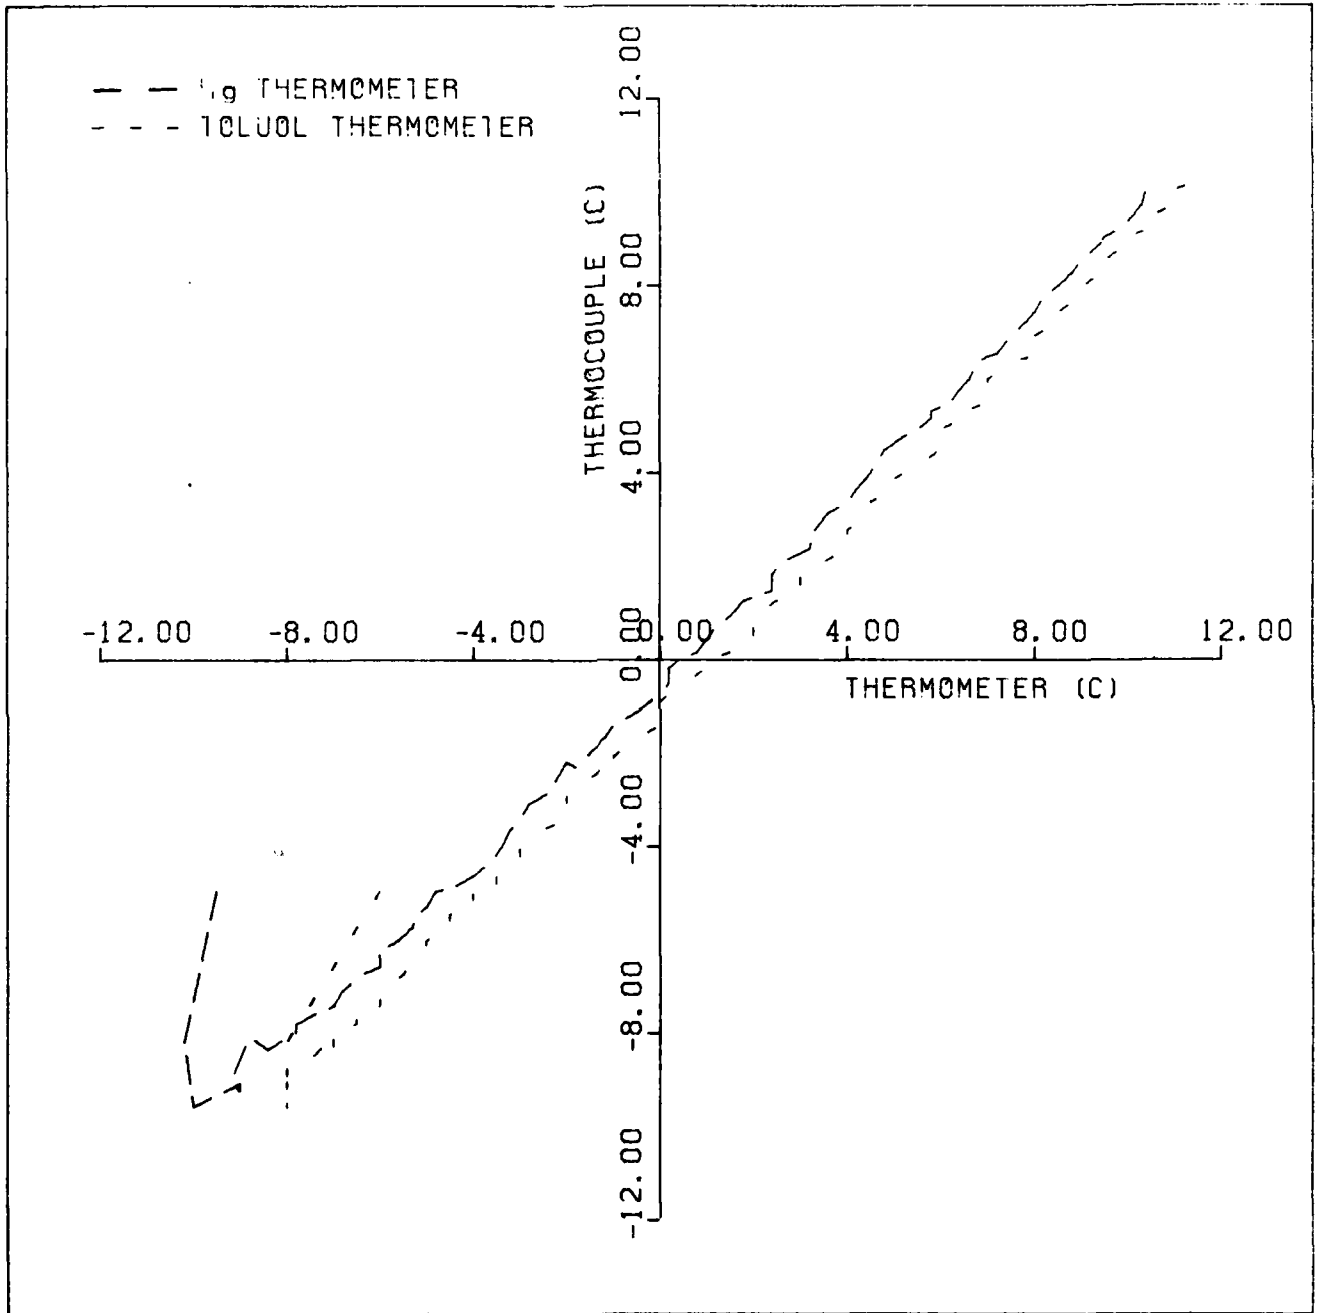 THERMOMETER
TOLUOL THERMOMETER
THERMOCOUPLE (C)
12.00
8.00
4.00
0.00
-4.00
-8.00
-12.00
-12.00 -8.00 -4.00 0.00 4.00 8.00 12.00
THERMOMETER (C)